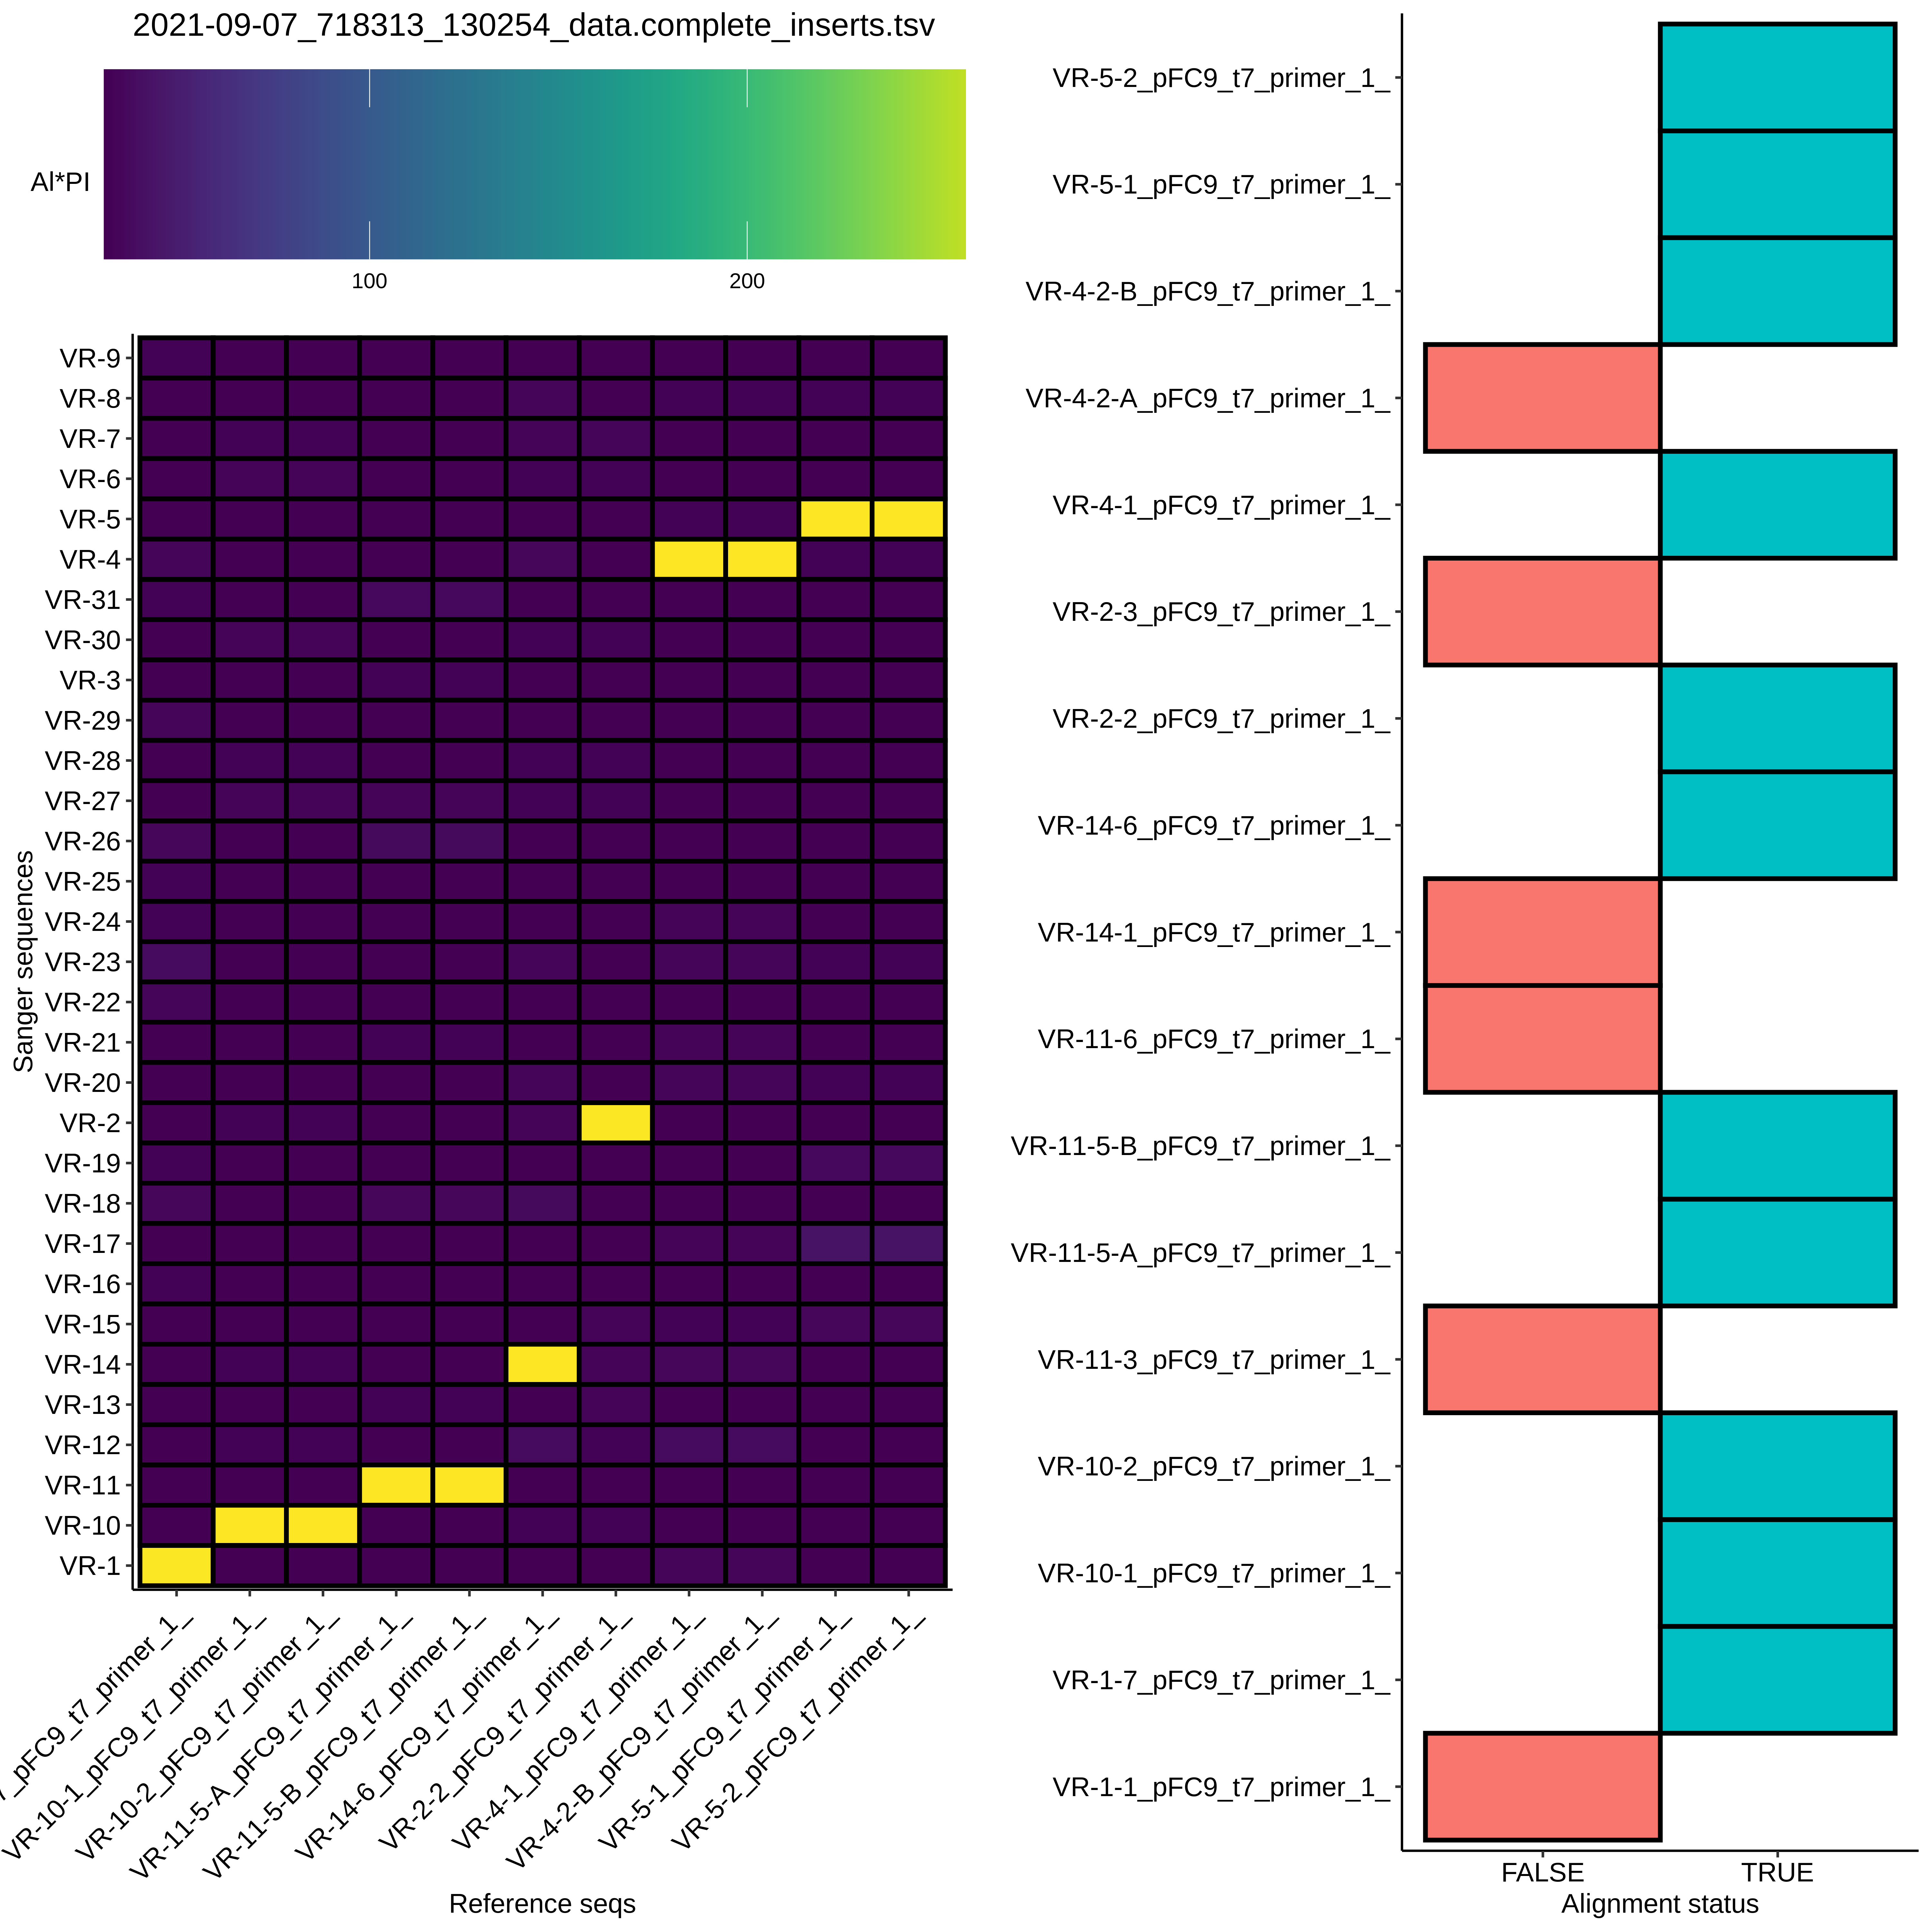 2021-09-07_718313_130254_data.complete_inserts.tsv
Al*PI
100
200
Sanger sequences
VR-9
VR-8
VR-7
VR-6
VR-5
VR-4
VR-31
VR-30
VR-3
VR-29
VR-28
VR-27
VR-26
VR-25
VR-24
VR-23
VR-22
VR-21
VR-20
VR-2
VR-19
VR-18
VR-17
VR-16
VR-15
VR-14
VR-13
VR-12
VR-11
VR-10
VR-1
7_pFC9_t7_primer_1_
VR-10-1_pFC9_t7_primer_1_
VR-10-2_pFC9_t7_primer_1_
VR-11-5-A_pFC9_t7_primer_1_
VR-11-5-B_pFC9_t7_primer_1_
VR-14-6_pFC9_t7_primer_1_
VR-2-2_pFC9_t7_primer_1_
VR-4-1_pFC9_t7_primer_1_
VR-4-2-B_pFC9_t7_primer_1_
VR-5-1_pFC9_t7_primer_1_
VR-5-2_pFC9_t7_primer_1_
Reference seqs
VR-5-2_pFC9_t7_primer_1_
VR-5-1_pFC9_t7_primer_1_
VR-4-2-B_pFC9_t7_primer_1_
VR-4-2-A_pFC9_t7_primer_1_
VR-4-1_pFC9_t7_primer_1_
VR-2-3_pFC9_t7_primer_1_
VR-2-2_pFC9_t7_primer_1_
VR-14-6_pFC9_t7_primer_1_
VR-14-1_pFC9_t7_primer_1_
VR-11-6_pFC9_t7_primer_1_
VR-11-5-B_pFC9_t7_primer_1_
VR-11-5-A_pFC9_t7_primer_1_
VR-11-3_pFC9_t7_primer_1_
VR-10-2_pFC9_t7_primer_1_
VR-10-1_pFC9_t7_primer_1_
VR-1-7_pFC9_t7_primer_1_
VR-1-1_pFC9_t7_primer_1_
FALSE
TRUE
Alignment status